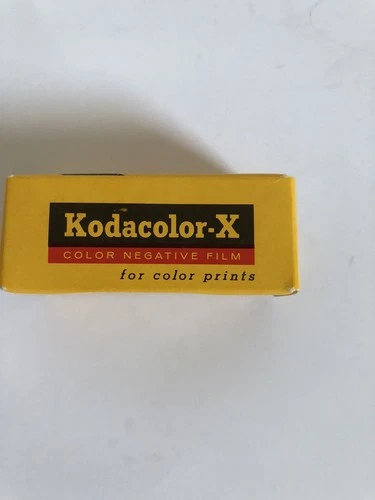 Kodacolor-X
COLOR NEGATIVE FILM
for color prints